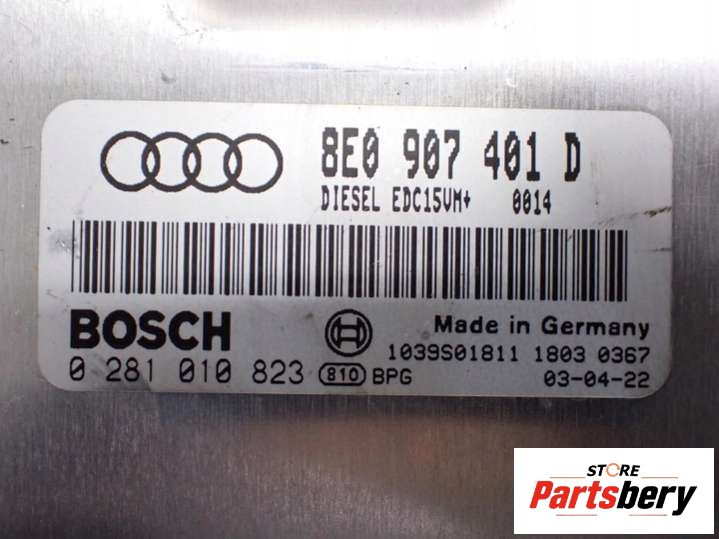 8E0 907 401 D
DIESEL EDC15VM+ 0014
BOSCH
Made in Germany
1039S01811 1803 0367
0 281 010 823 810 BPG 03-04-22
STORE
Partsbery